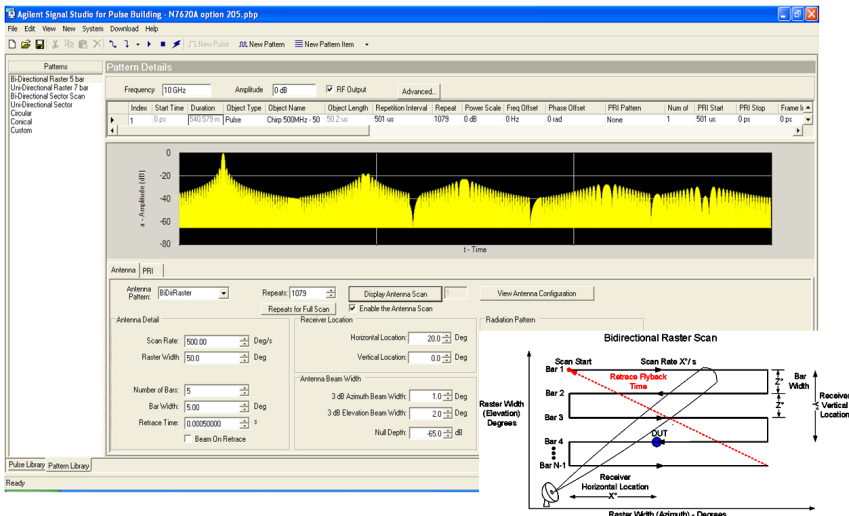 Agilent Signal Studio for Pulse Building - N7620A option 205.pbp
File Edit View New System Download Help
New Pulse New Pattern New Pattern Item
Patterns
Bi-Directional Raster 5 bar
Uni-Directional Raster 7 bar
Bi-Directional Sector Scan
Uni-Directional Sector
Circular
Conical
Custom
Pattern Details
Frequency 10 GHz Amplitude 0 dB RF Output Advanced...
Index Start Time Duration Object Type Object Name Object Length Repetition Interval Repeat Power Scale Freq Offset Phase Offset PRI Pattern Num of PRI Start PRI Stop Frame In
1 0 ps 540.579 m Pulse Chirp 500MHz - 50 50.2 us 501 us 1079 0 dB 0 Hz 0 rad None 1 501 us 0 ps 0 ps
a - Amplitude [dB]
0
-20
-40
-60
-80
t - Time
Antenna PRI
Antenna Pattern: BiDirRaster Repeats: 1079 Display Antenna Scan 1 View Antenna Configuration
Repeats for Full Scan Enable the Antenna Scan
Antenna Detail
Scan Rate: 500.00 Deg/s
Raster Width 50.0 Deg
Number of Bars: 5
Bar Width: 5.00 Deg
Retrace Time: 0.00050000 s
Beam On Retrace
Receiver Location
Horizontal Location: 20.0 Deg
Vertical Location: 0.0 Deg
Antenna Beam Width
3 dB Azimuth Beam Width: 1.0 Deg
3 dB Elevation Beam Width: 2.0 Deg
Null Depth: -65.0 dB
Radiation Pattern
Pulse Library Pattern Library
Ready
Bidirectional Raster Scan
Scan Start Scan Rate X°/ s
Bar 1
Retrace Flyback
Time
Bar 2
Bar 3
Bar 4
Bar N-1
DUT
Z°
Z°
Bar
Width
Y°
Receiver
Vertical
Location
Raster Width
(Elevation)
Degrees
Receiver
Horizontal Location
X°
Raster Width (Azimuth) - Degrees